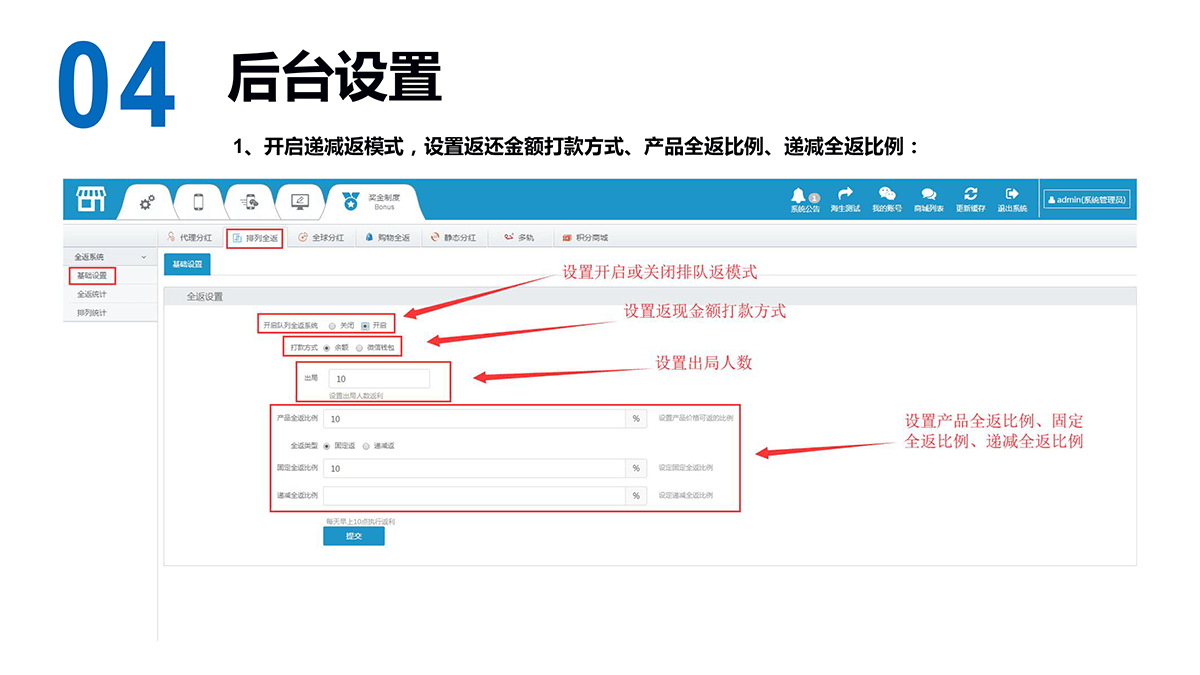 04
后台设置
1、开启递减返模式，设置返还金额打款方式、产品全返比例、递减全返比例：
奖金制度
Bonus
1
系统公告
淘生测试
我的账号
商城列表
更新缓存
退出系统
admin(系统管理员)
代理分红
排列全返
全球分红
购物全返
静态分红
多轨
积分商城
全返系统
基础设置
全返统计
排列统计
基础设置
全返设置
设置开启或关闭排队返模式
开启队列全返系统 关闭 开启
设置返现金额打款方式
打款方式 余额 微信钱包
设置出局人数
出局 10
设置出局人数返利
产品全返比例 10 % 设置产品价格可返的比例
全返类型 固定返 递减返
固定全返比例 10 % 设定固定全返比例
递减全返比例 % 设定递减全返比例
设置产品全返比例、固定
全返比例、递减全返比例
每天早上10点执行返利
提交